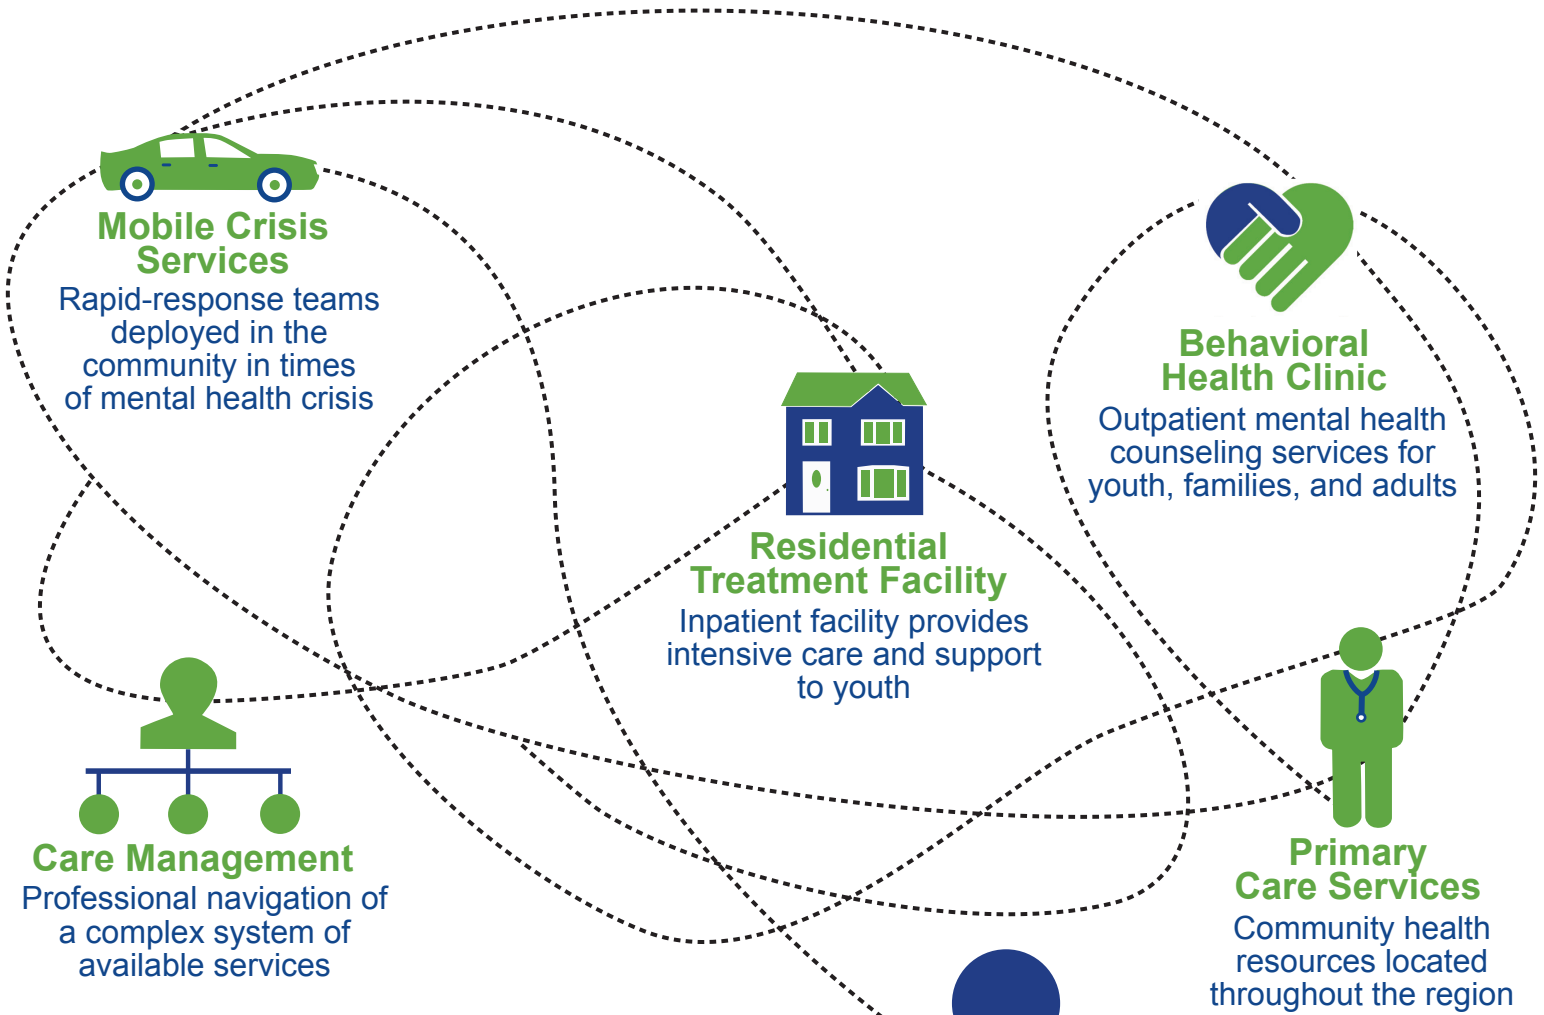 Mobile Crisis
Services
Rapid-response teams
deployed in the
community in times
of mental health crisis
Behavioral
Health Clinic
Outpatient mental health
counseling services for
youth, families, and adults
Residential
Treatment Facility
Inpatient facility provides
intensive care and support
to youth
Care Management
Professional navigation of
a complex system of
available services
Primary
Care Services
Community health
resources located
throughout the region